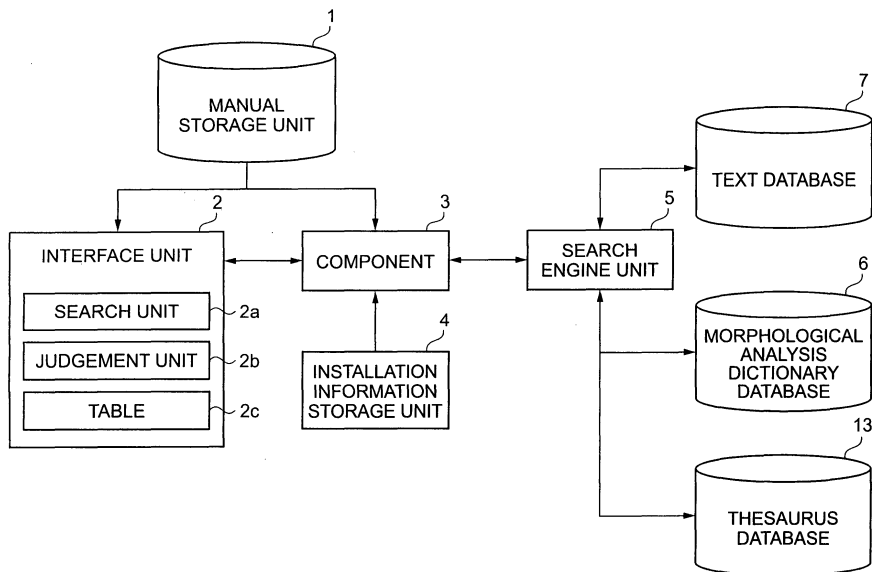 1
MANUAL
STORAGE UNIT
7
TEXT DATABASE
2
INTERFACE UNIT
SEARCH UNIT
2a
JUDGEMENT UNIT
2b
TABLE
2c
3
COMPONENT
4
INSTALLATION
INFORMATION
STORAGE UNIT
5
SEARCH
ENGINE UNIT
6
MORPHOLOGICAL
ANALYSIS
DICTIONARY
DATABASE
13
THESAURUS
DATABASE